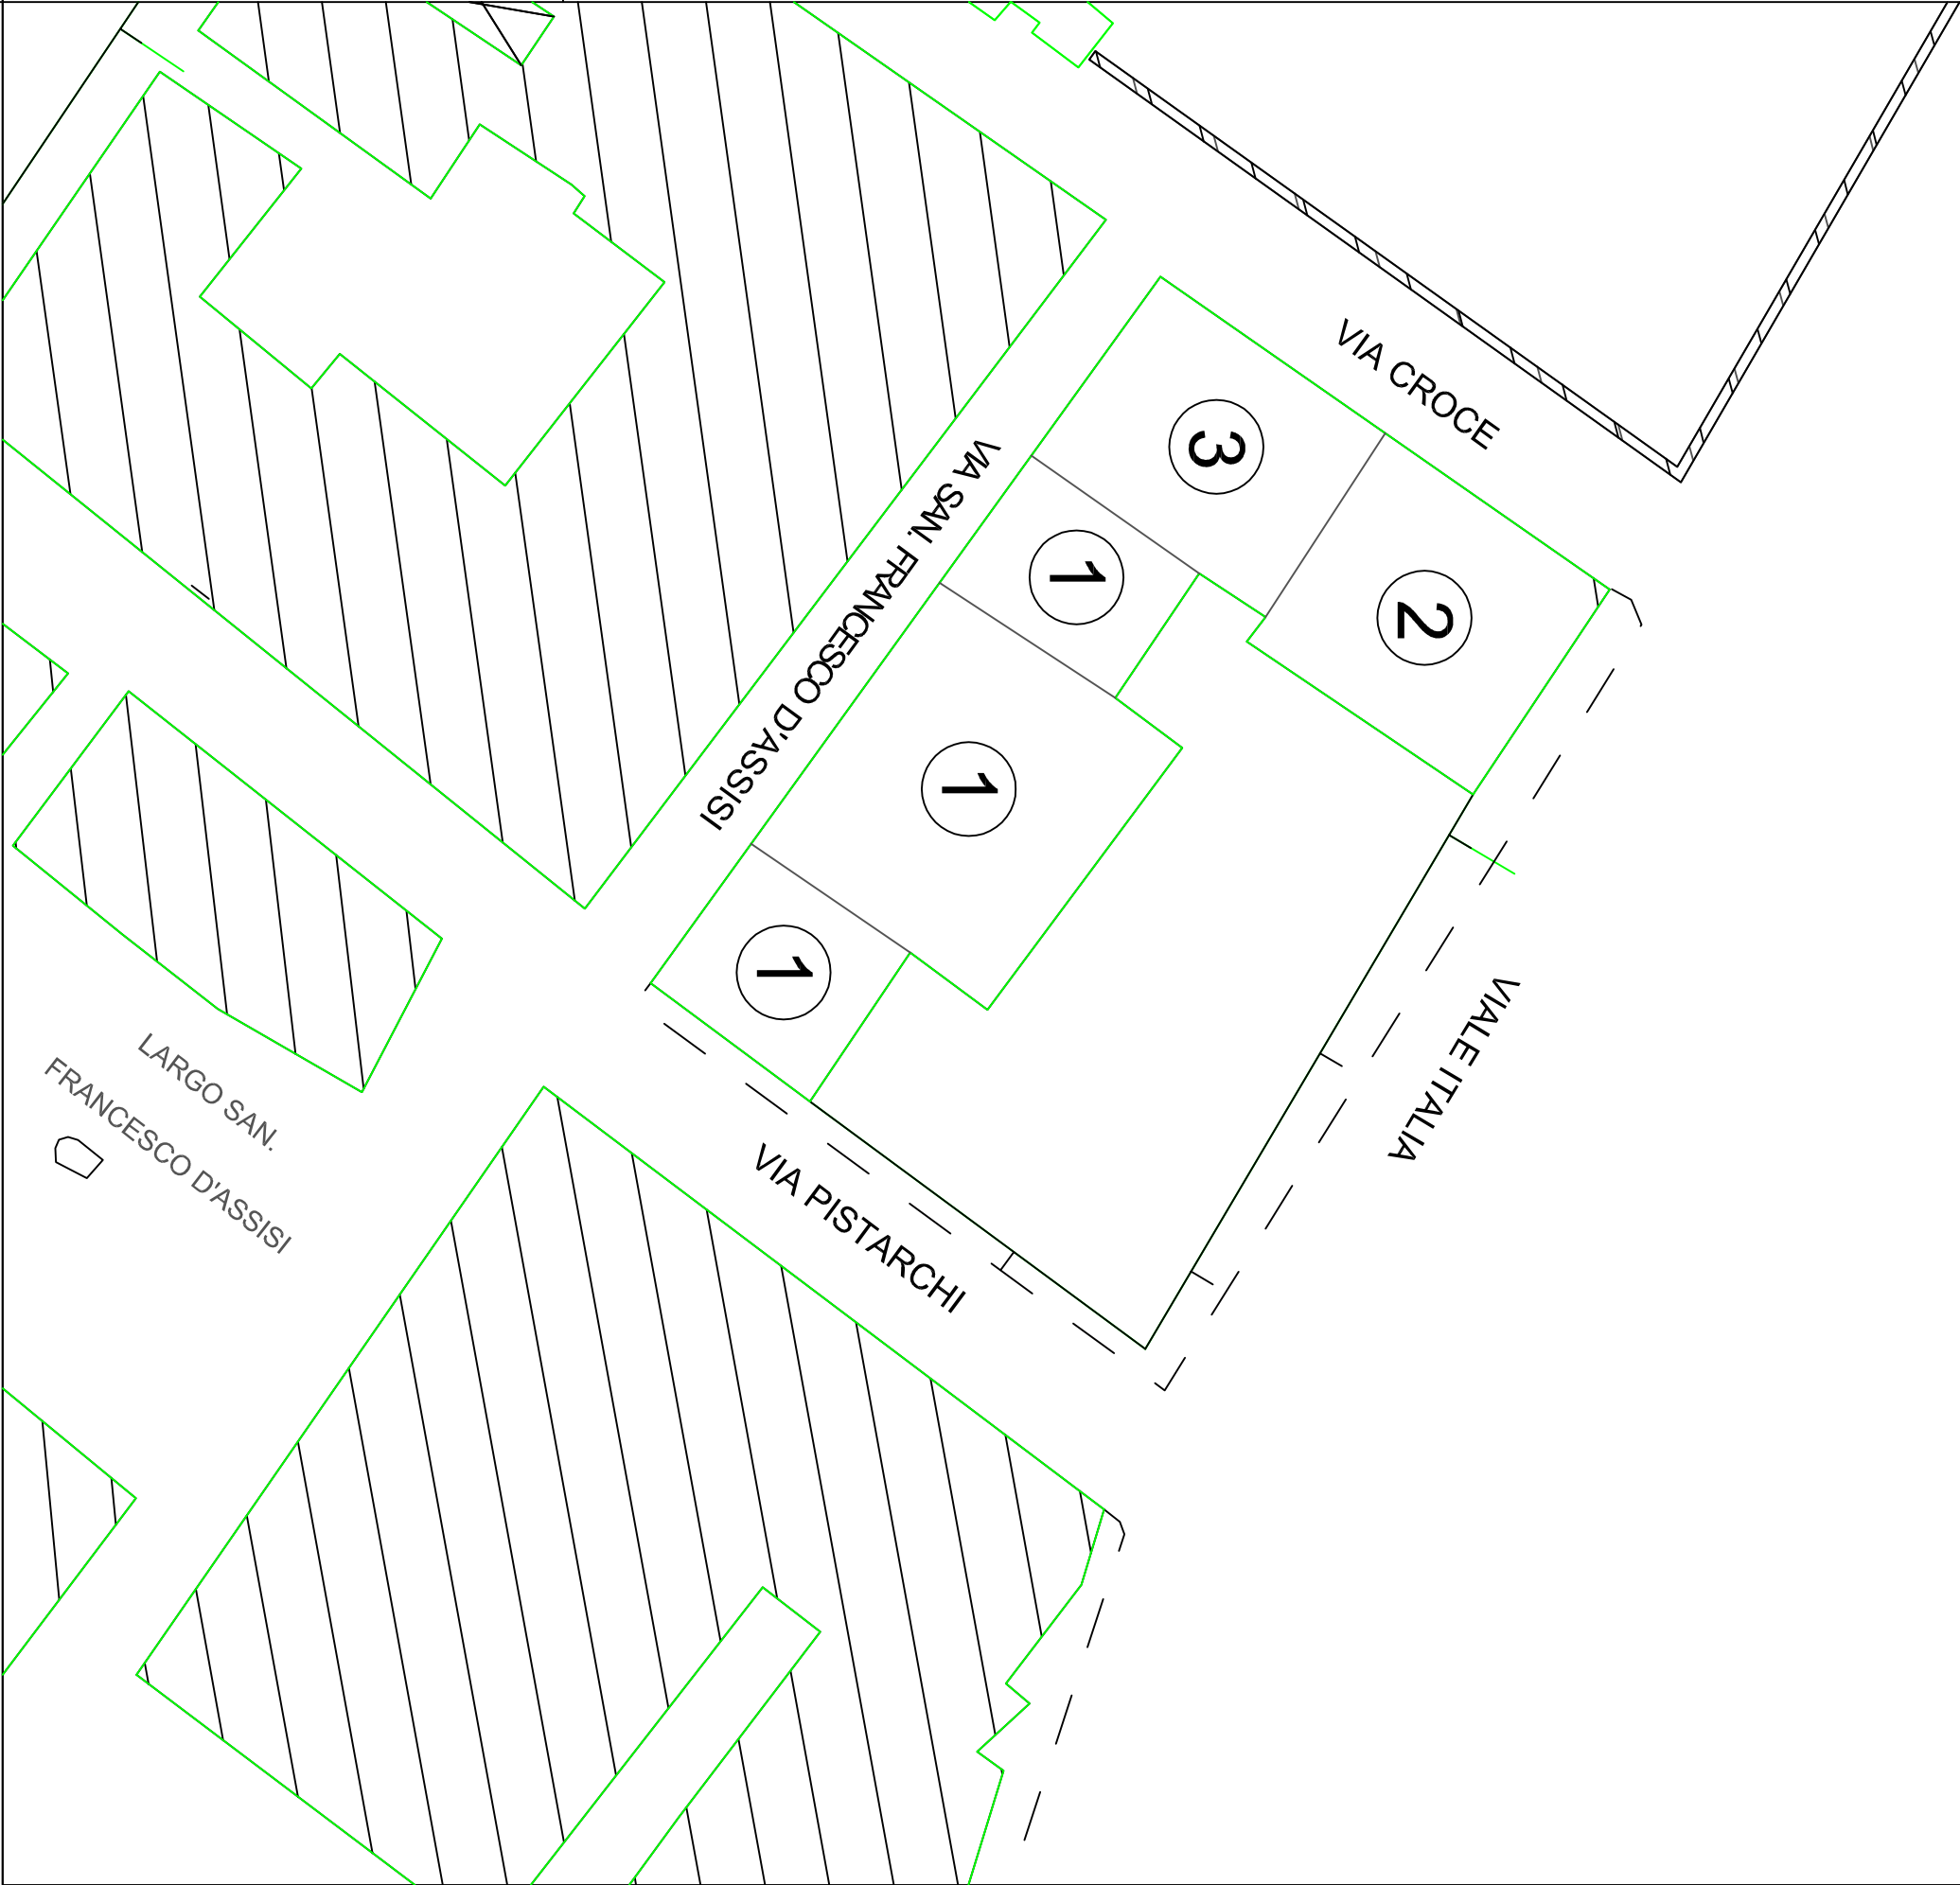 VIA CROCE
3
VIA SAN. FRANCESCO D'ASSISI
1
2
1
1
VIALE ITALIA
LARGO SAN.
FRANCESCO D'ASSISI
VIA PISTARCHI